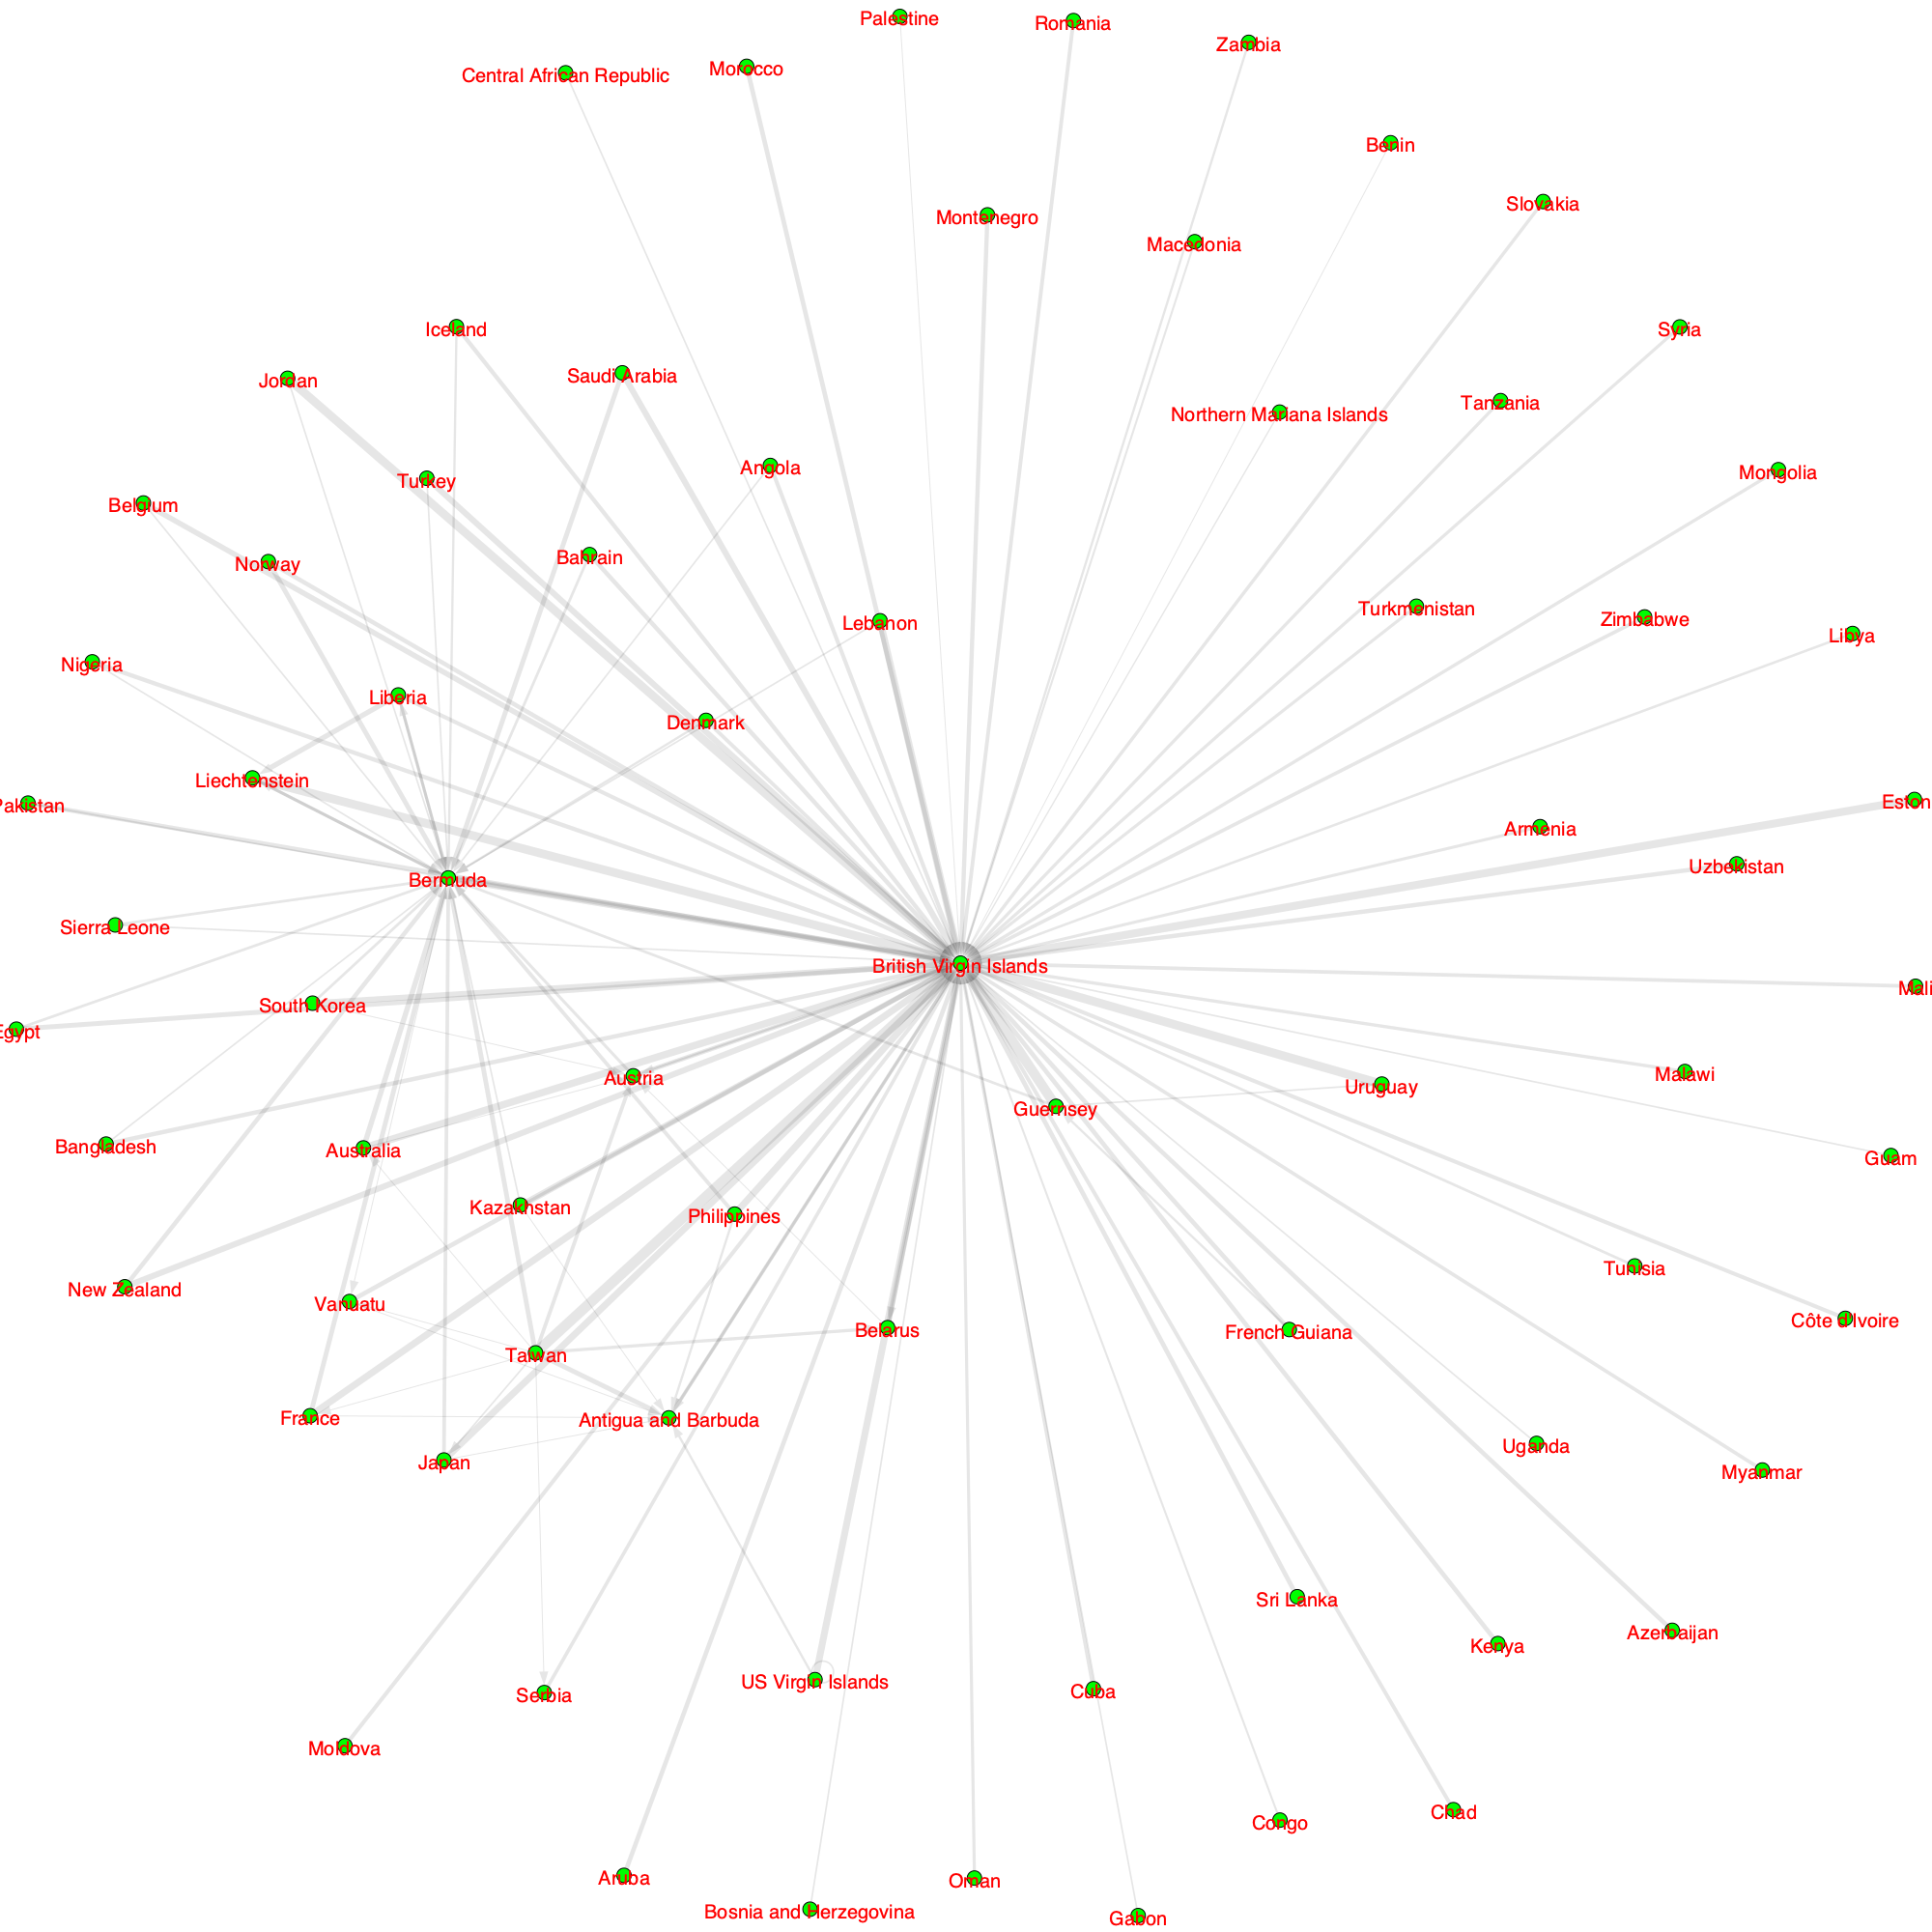 Palestine
Romania
Zambia
Central African Republic
Morocco
Benin
Slovakia
Montenegro
Macedonia
Iceland
Syria
Jordan
Saudi Arabia
Tanzania
Northern Mariana Islands
Angola
Mongolia
Turkey
Belgium
Bahrain
Norway
Turkmenistan
Zimbabwe
Lebanon
Libya
Nigeria
Liberia
Denmark
Liechtenstein
Pakistan
Eston
Armenia
Uzbekistan
Bermuda
Sierra Leone
British Virgin Islands
Mali
South Korea
Egypt
Austria
Malawi
Uruguay
Guernsey
Bangladesh
Australia
Guam
Kazakhstan
Philippines
Tunisia
New Zealand
Vanuatu
Côte d'Ivoire
Belarus
French Guiana
Taiwan
France
Antigua and Barbuda
Uganda
Japan
Myanmar
Sri Lanka
Azerbaijan
Kenya
US Virgin Islands
Cuba
Serbia
Moldova
Chad
Congo
Aruba
Oman
Bosnia and Herzegovina
Gabon